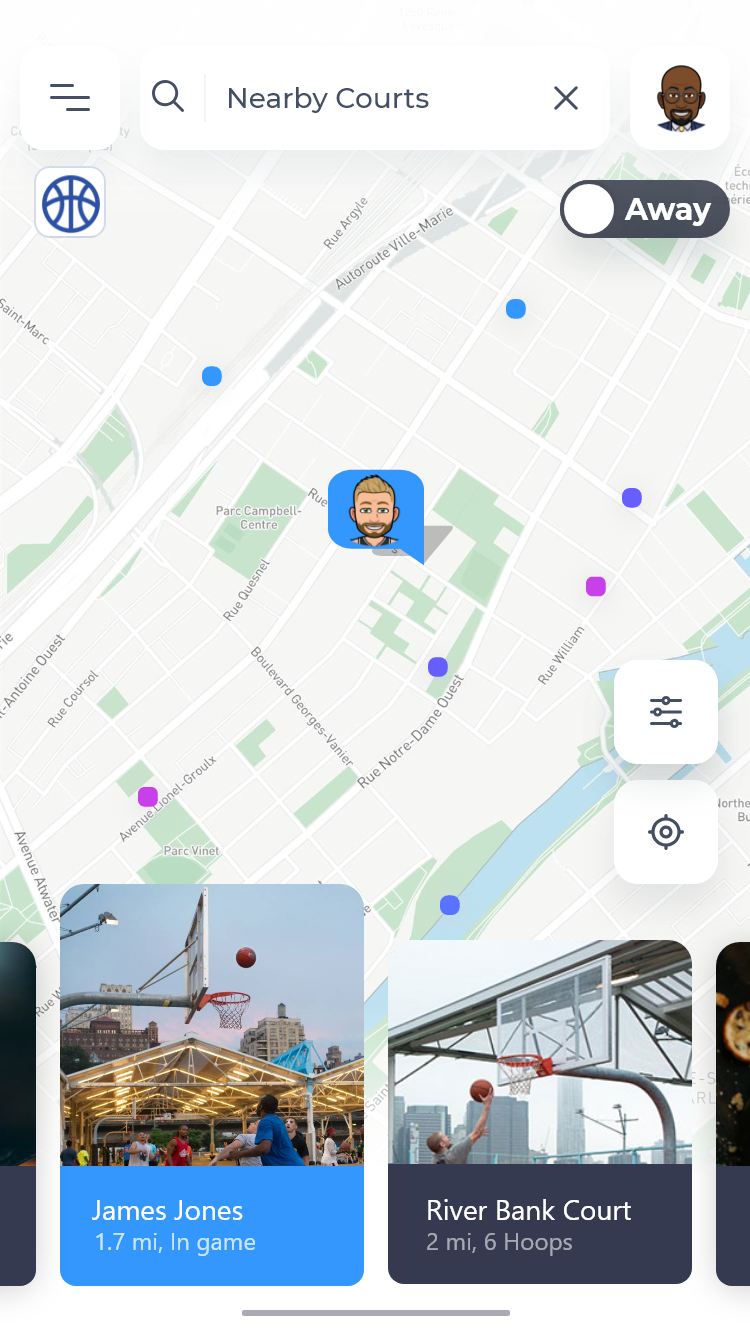 Nearby Courts
Away
Rue Argyle
Autoroute Ville-Marie
Saint-Marc
Parc Campbell-
Centre
Rue
Rue Quesnel
Rue William
Rue Coursol
Boulevard Georges-Vanier
Rue Notre-Dame Ouest
Avenue Lionel-Groulx
Parc Vinet
Avenue Atwater
James Jones
1.7 mi, In game
River Bank Court
2 mi, 6 Hoops